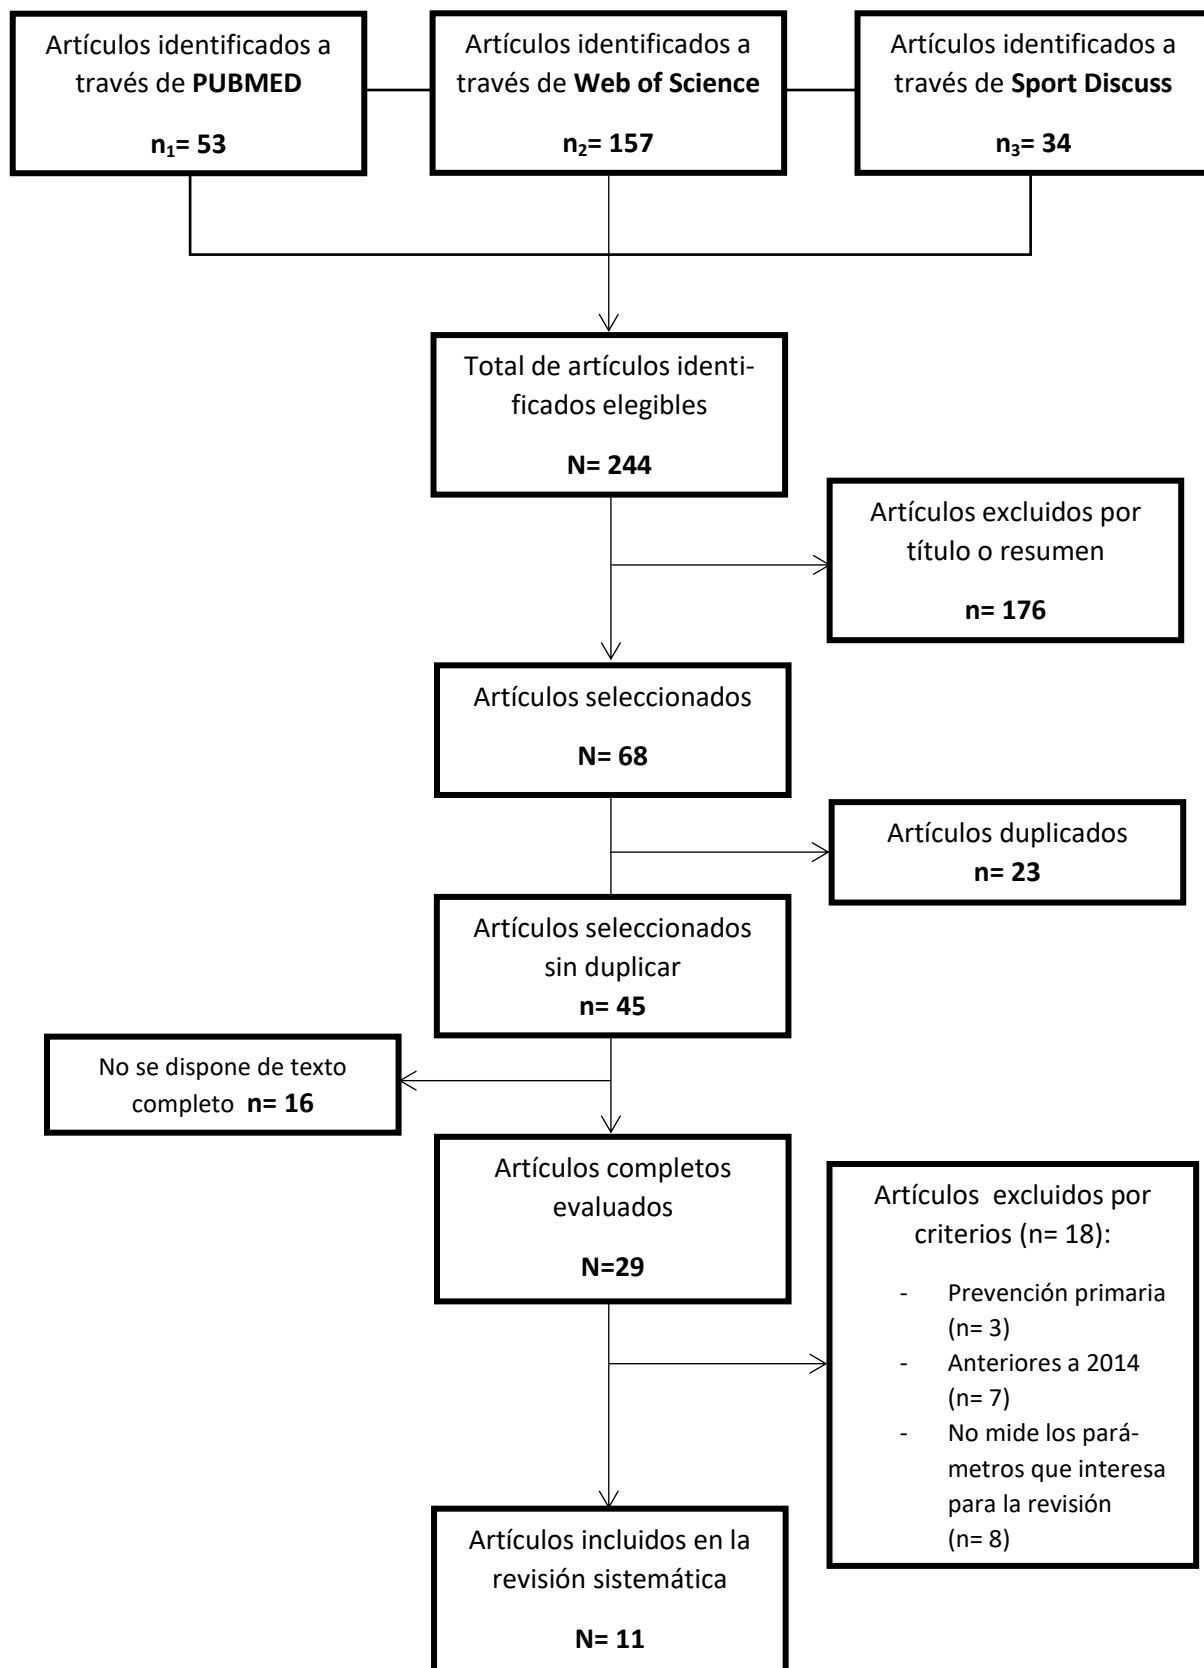 Artículos identificados a
través de PUBMED
n1= 53
Artículos identificados a
través de Web of Science
n2= 157
Artículos identificados a
través de Sport Discuss
n3= 34
Total de artículos identi-
ficados elegibles
N= 244
Artículos excluidos por
título o resumen
n= 176
Artículos seleccionados
N= 68
Artículos duplicados
n= 23
Artículos seleccionados
sin duplicar
n= 45
No se dispone de texto
completo n= 16
Artículos completos
evaluados
N=29
Artículos excluidos por
criterios (n= 18):
- Prevención primaria
(n= 3)
- Anteriores a 2014
(n= 7)
- No mide los pará-
metros que interesa
para la revisión
(n= 8)
Artículos incluidos en la
revisión sistemática
N= 11